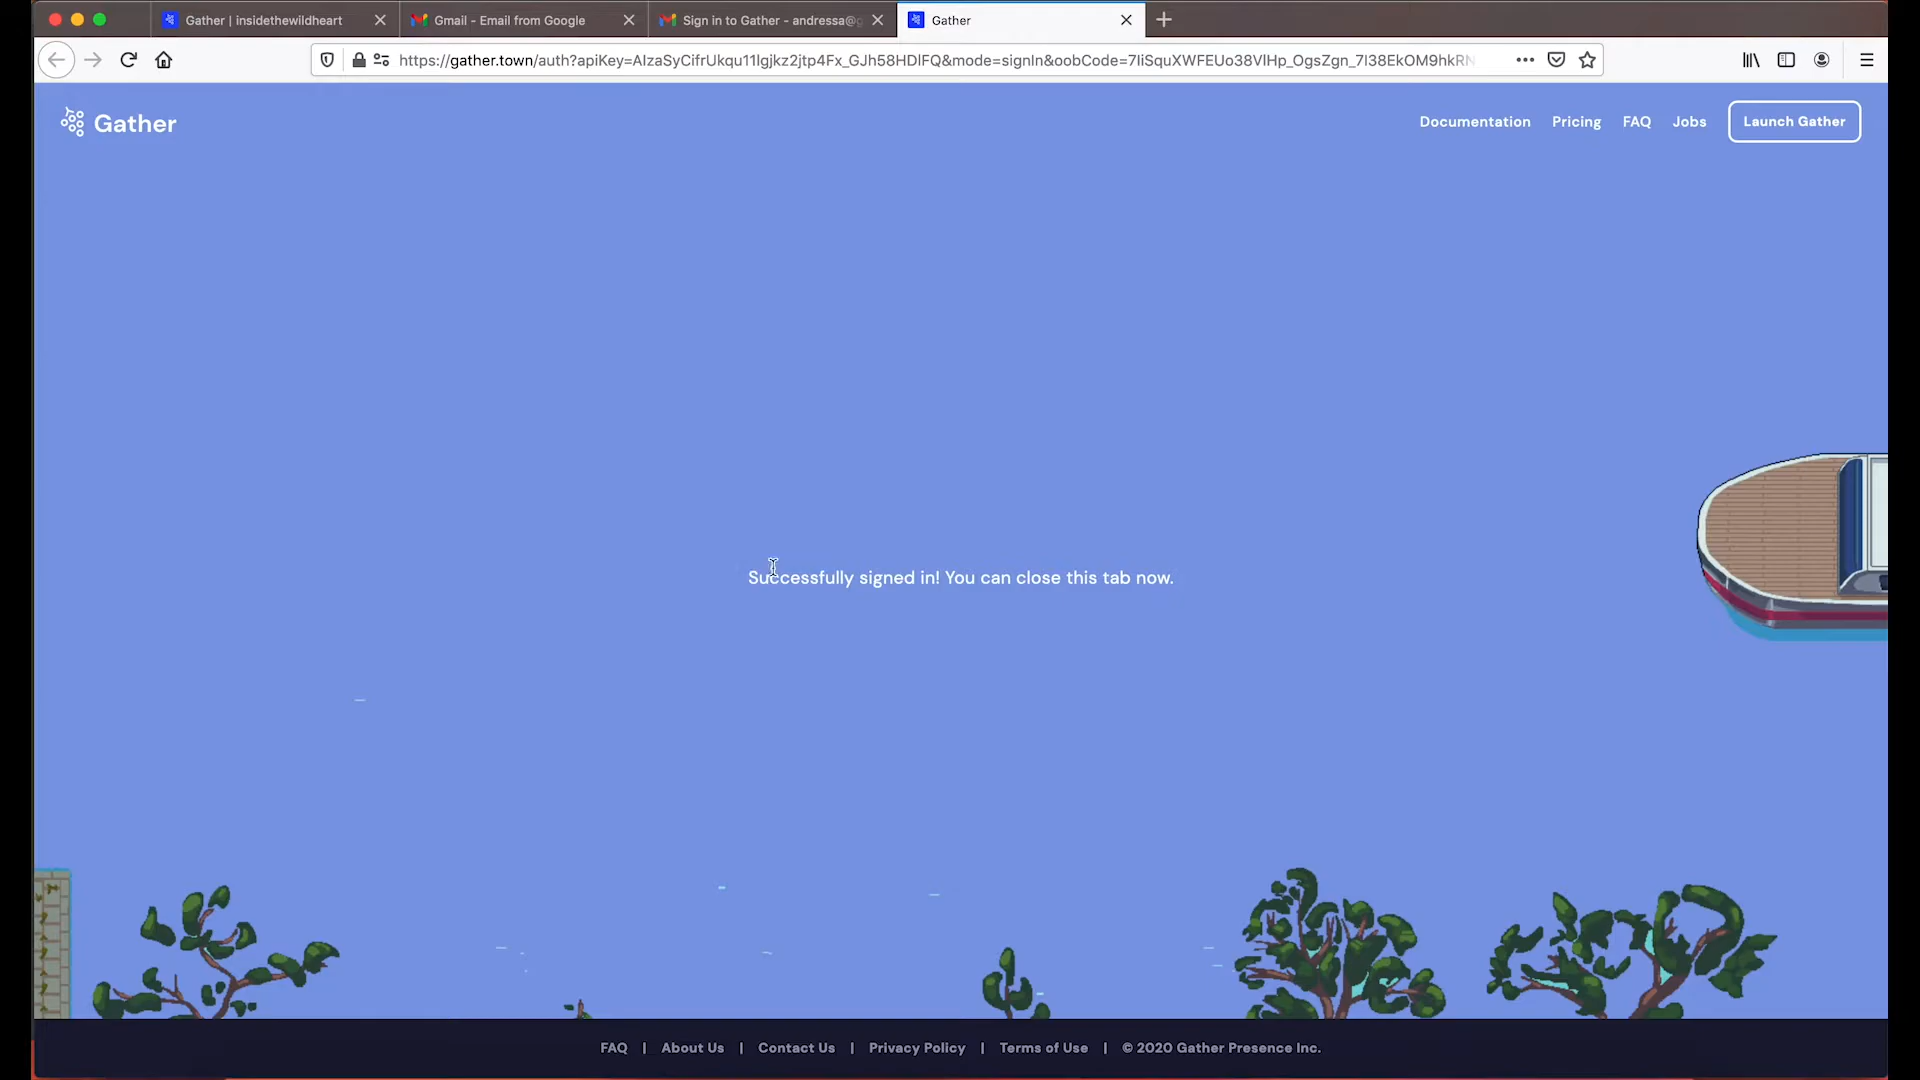 Gather | insidethewildheart
Gmail - Email from Google
Sign in to Gather - andressa@
Gather
https://gather.town/auth?apiKey=AIzaSyCifrUkqu11lgjkz2jtp4Fx_GJh58HDlFQ&mode=signIn&oobCode=7IiSquXWFEUo38VIHp_OgsZgn_7l38EkOM9hkRN
Gather
Documentation
Pricing
FAQ
Jobs
Launch Gather
Successfully signed in! You can close this tab now.
FAQ | About Us | Contact Us | Privacy Policy | Terms of Use | © 2020 Gather Presence Inc.